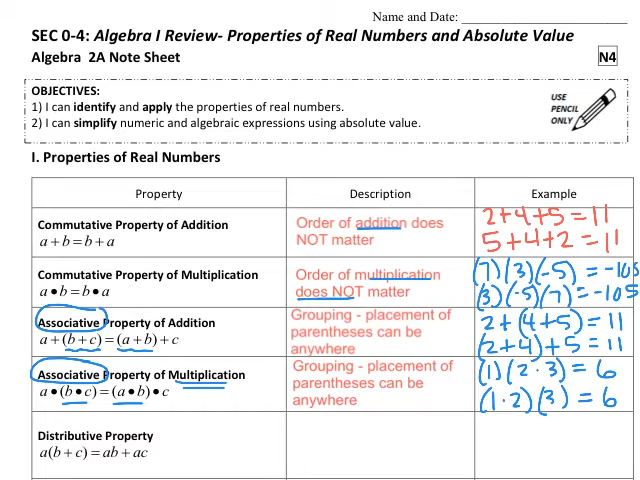 Name and Date: ____________________
SEC 0-4: Algebra I Review- Properties of Real Numbers and Absolute Value
Algebra 2A Note Sheet
N4
OBJECTIVES:
1) I can identify and apply the properties of real numbers.
2) I can simplify numeric and algebraic expressions using absolute value.
USE
PENCIL
ONLY
I. Properties of Real Numbers
Property
Description
Example
Commutative Property of Addition
a + b = b + a
Order of addition does
NOT matter
2+4+5 = 11
5+4+2 = 11
Commutative Property of Multiplication
a • b = b • a
Order of multiplication
does NOT matter
(7)(3)(-5) = -105
(3)(-5)(7) = -105
Associative Property of Addition
a + (b + c) = (a + b) + c
Grouping - placement of
parentheses can be
anywhere
2+(4+5) = 11
(2+4)+5 = 11
Associative Property of Multiplication
a • (b • c) = (a • b) • c
Grouping - placement of
parentheses can be
anywhere
(1)(2·3) = 6
(1·2)(3) = 6
Distributive Property
a(b + c) = ab + ac